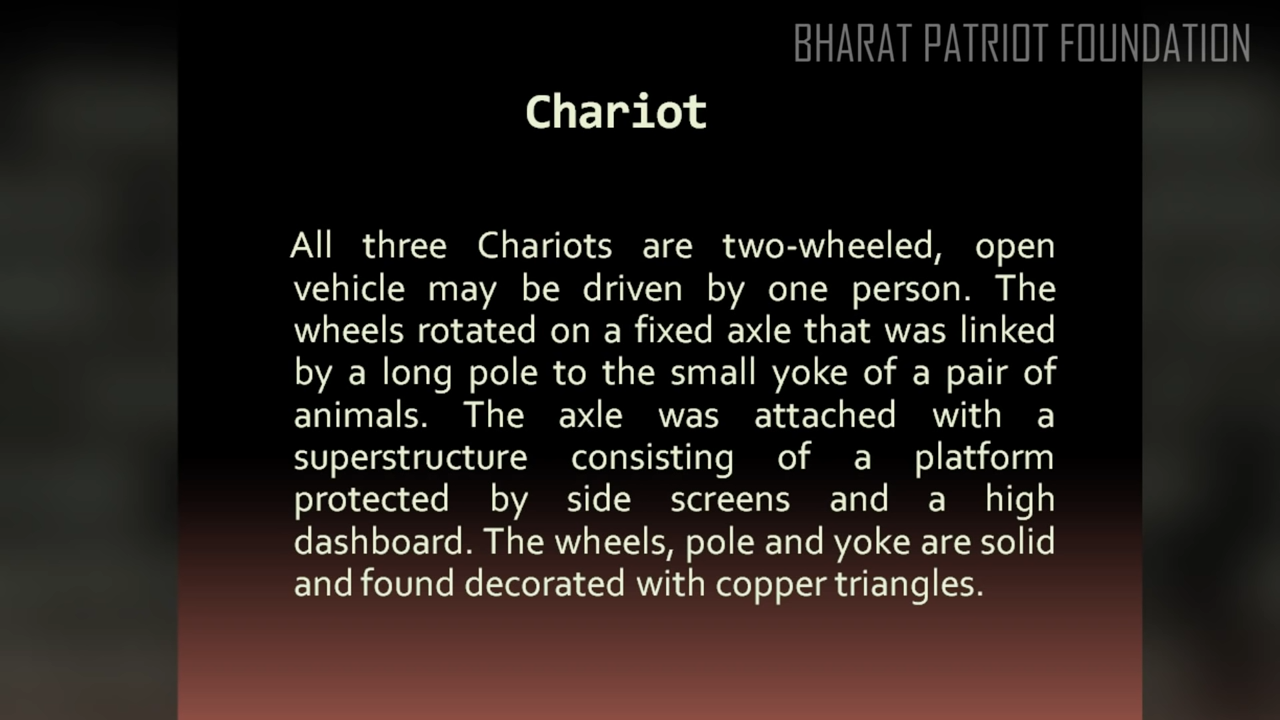 BHARAT PATRIOT FOUNDATION
Chariot
All three Chariots are two-wheeled, open
vehicle may be driven by one person. The
wheels rotated on a fixed axle that was linked
by a long pole to the small yoke of a pair of
animals. The axle was attached with a
superstructure consisting of a platform
protected by side screens and a high
dashboard. The wheels, pole and yoke are solid
and found decorated with copper triangles.